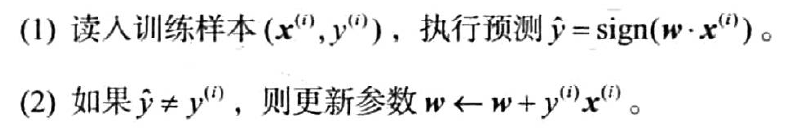 (1) 读入训练样本 (x⁽ⁱ⁾, y⁽ⁱ⁾) ，执行预测 ŷ = sign(w · x⁽ⁱ⁾) 。
(2) 如果 ŷ ≠ y⁽ⁱ⁾ ，则更新参数 w ← w + y⁽ⁱ⁾x⁽ⁱ⁾ 。